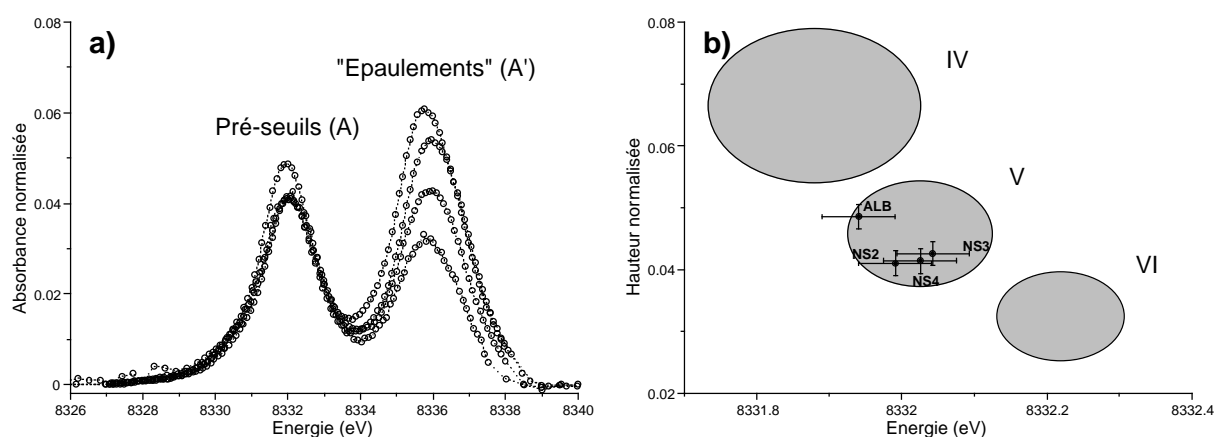 a)
"Epaulements" (A')
Pré-seuils (A)
Absorbance normalisée
0.08
0.06
0.04
0.02
0
8326
8328
8330
8332
8334
8336
8338
8340
Energie (eV)
b)
IV
V
VI
ALB
NS3
NS2
NS4
Hauteur normalisée
0.08
0.06
0.04
0.02
8331.8
8332
8332.2
8332.4
Energie (eV)